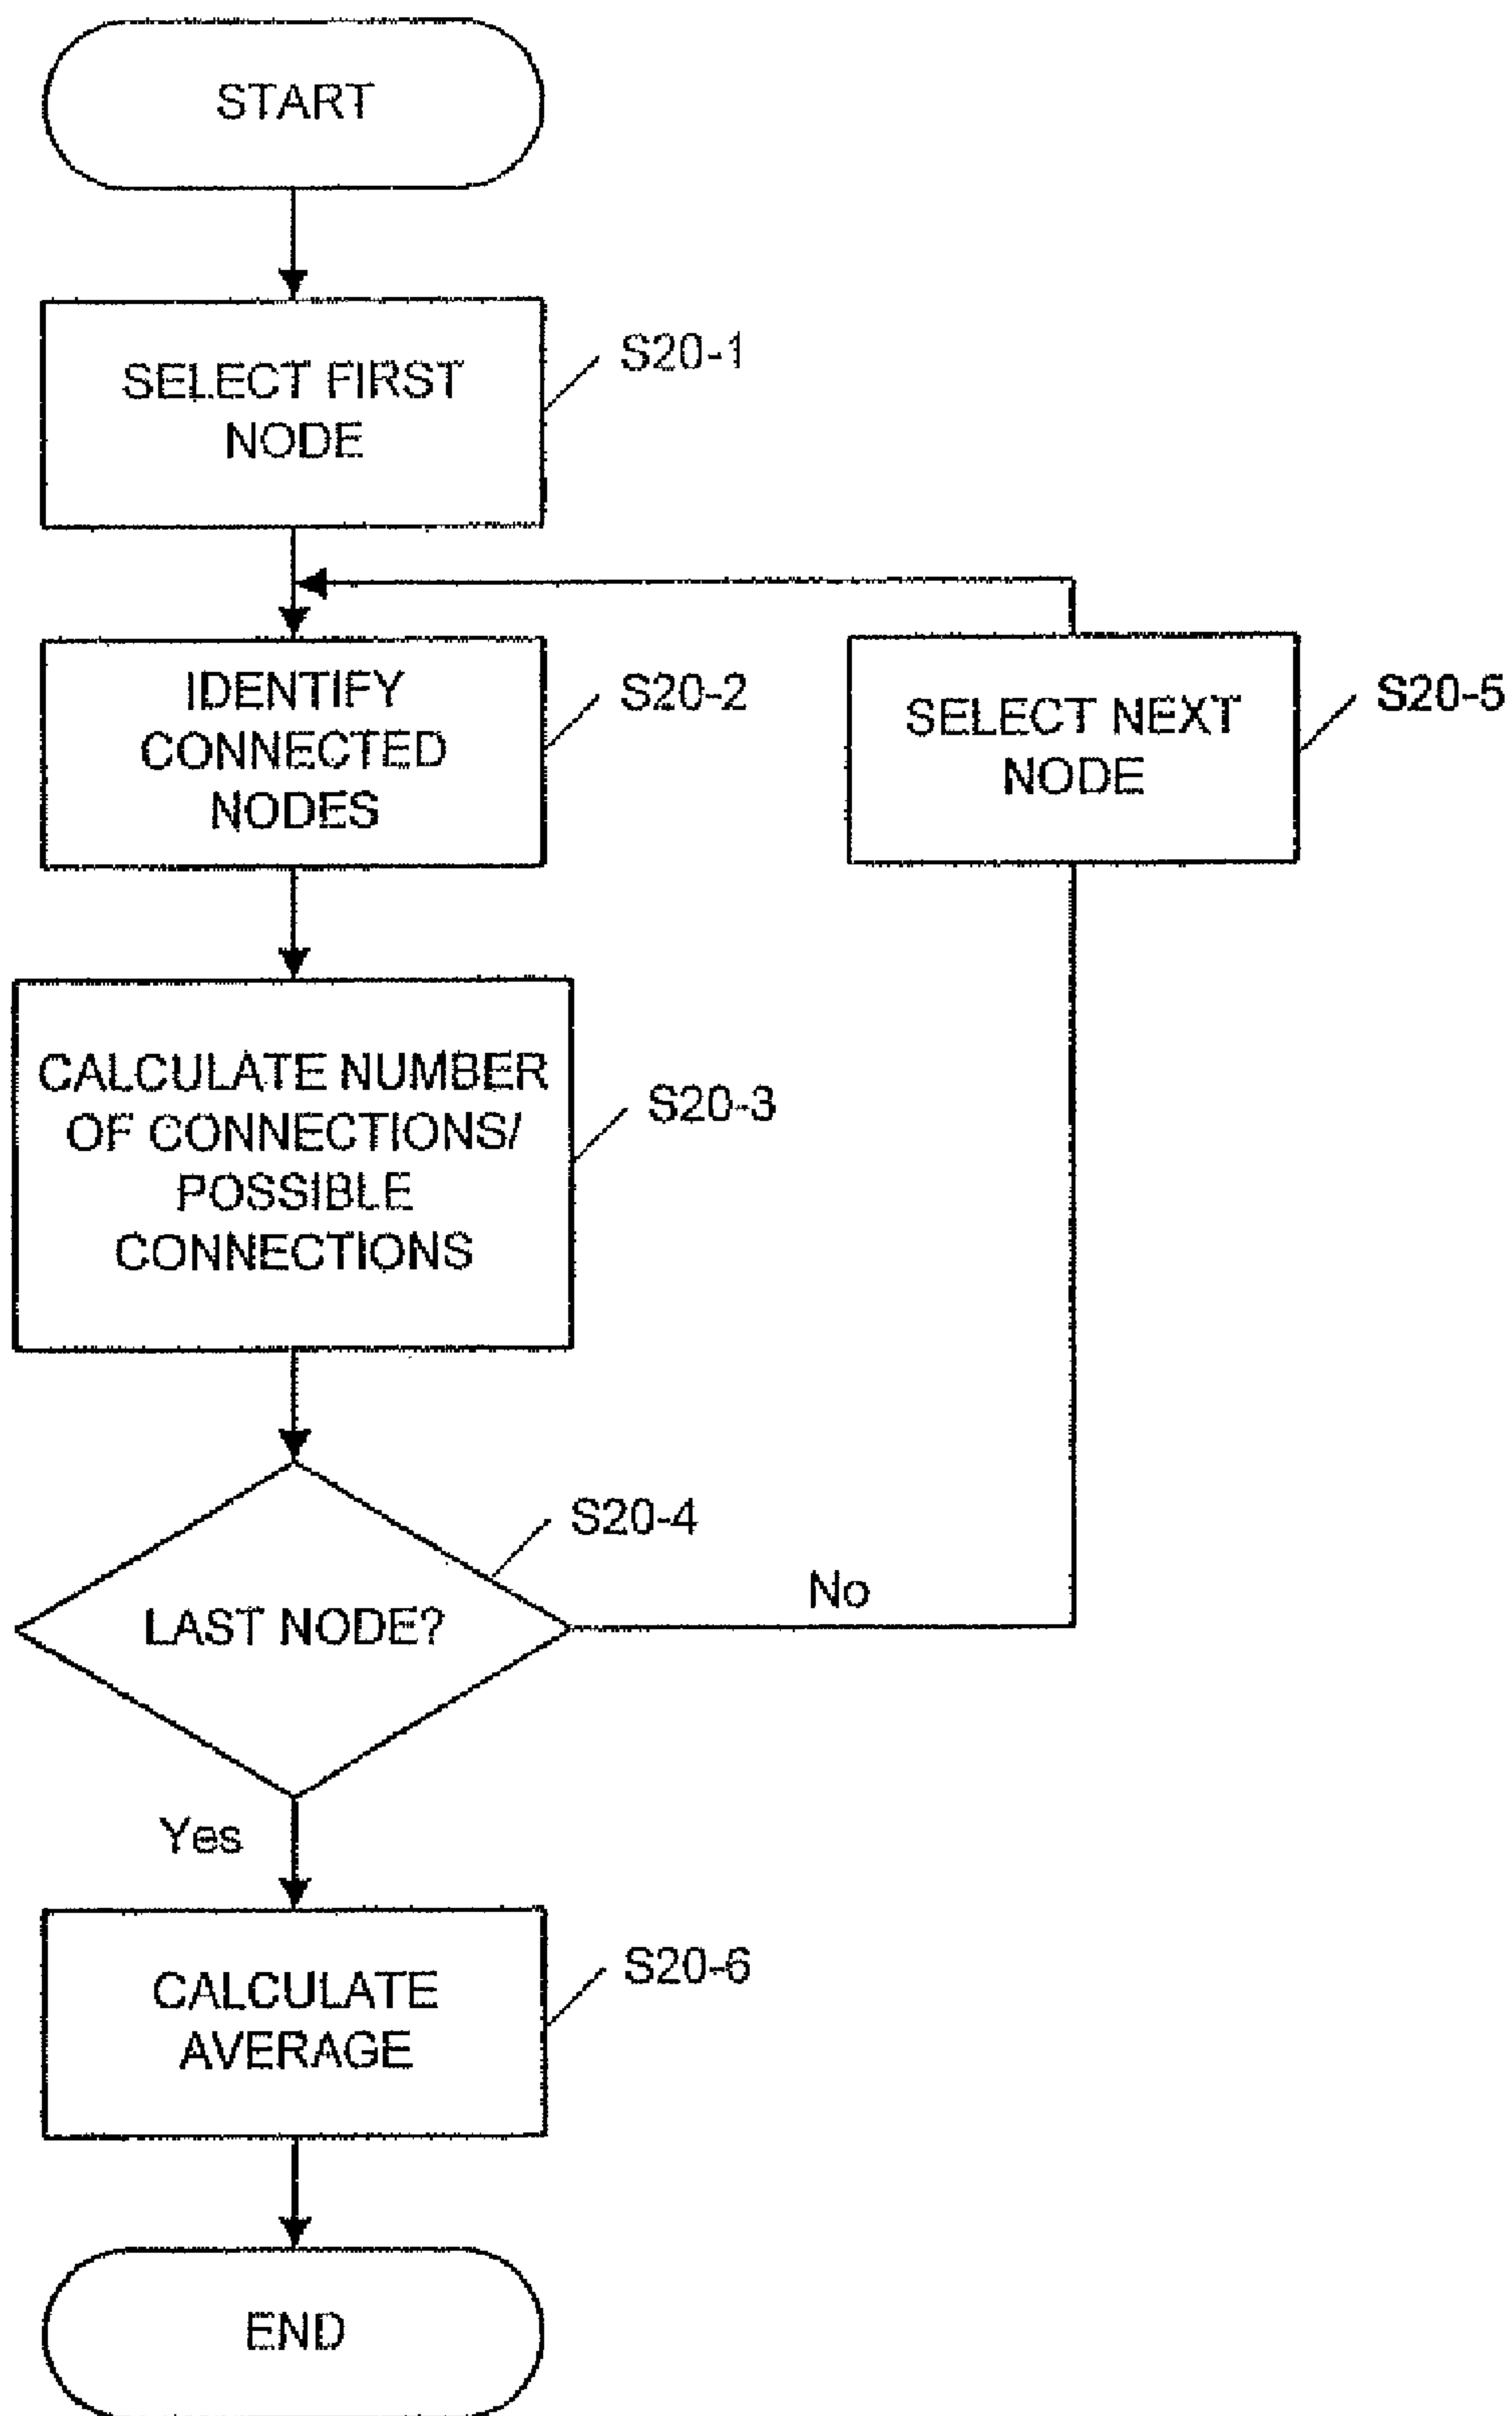 START
SELECT FIRST
NODE
S20-1
IDENTIFY
CONNECTED
NODES
S20-2
SELECT NEXT
NODE
S20-5
CALCULATE NUMBER
OF CONNECTIONS/
POSSIBLE
CONNECTIONS
S20-3
LAST NODE?
S20-4
No
Yes
CALCULATE
AVERAGE
S20-6
END